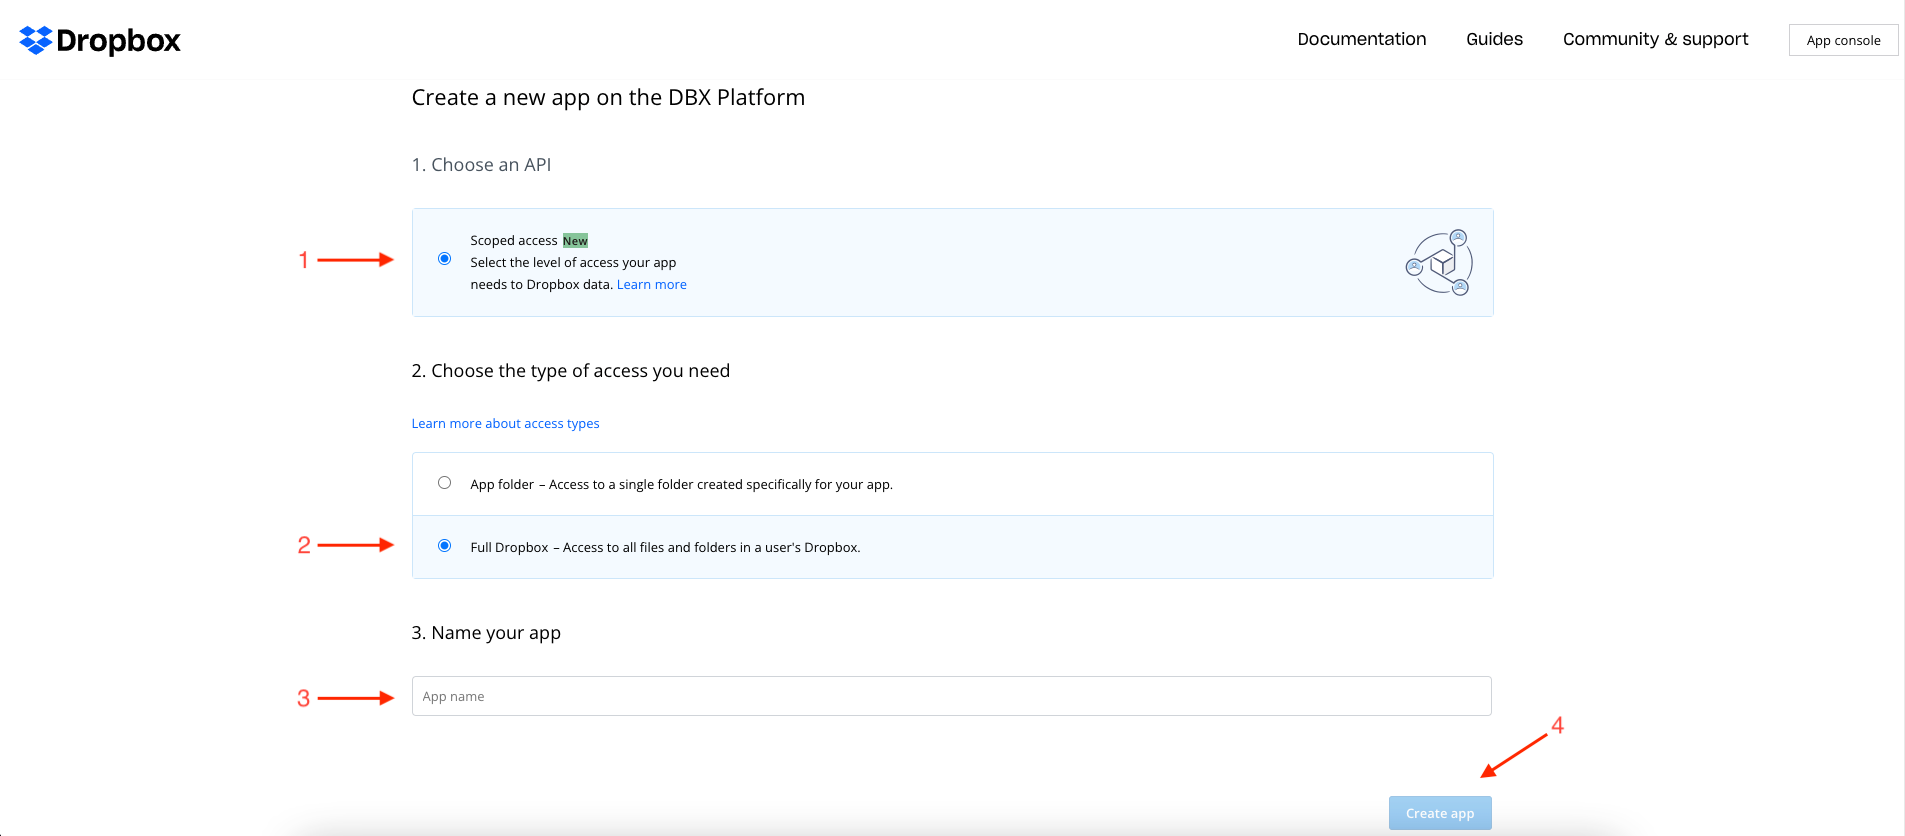 Dropbox
Documentation
Guides
Community & support
App console
Create a new app on the DBX Platform
1. Choose an API
1
Scoped access New
Select the level of access your app
needs to Dropbox data. Learn more
2. Choose the type of access you need
Learn more about access types
App folder – Access to a single folder created specifically for your app.
2
Full Dropbox – Access to all files and folders in a user's Dropbox.
3. Name your app
3
App name
4
Create app